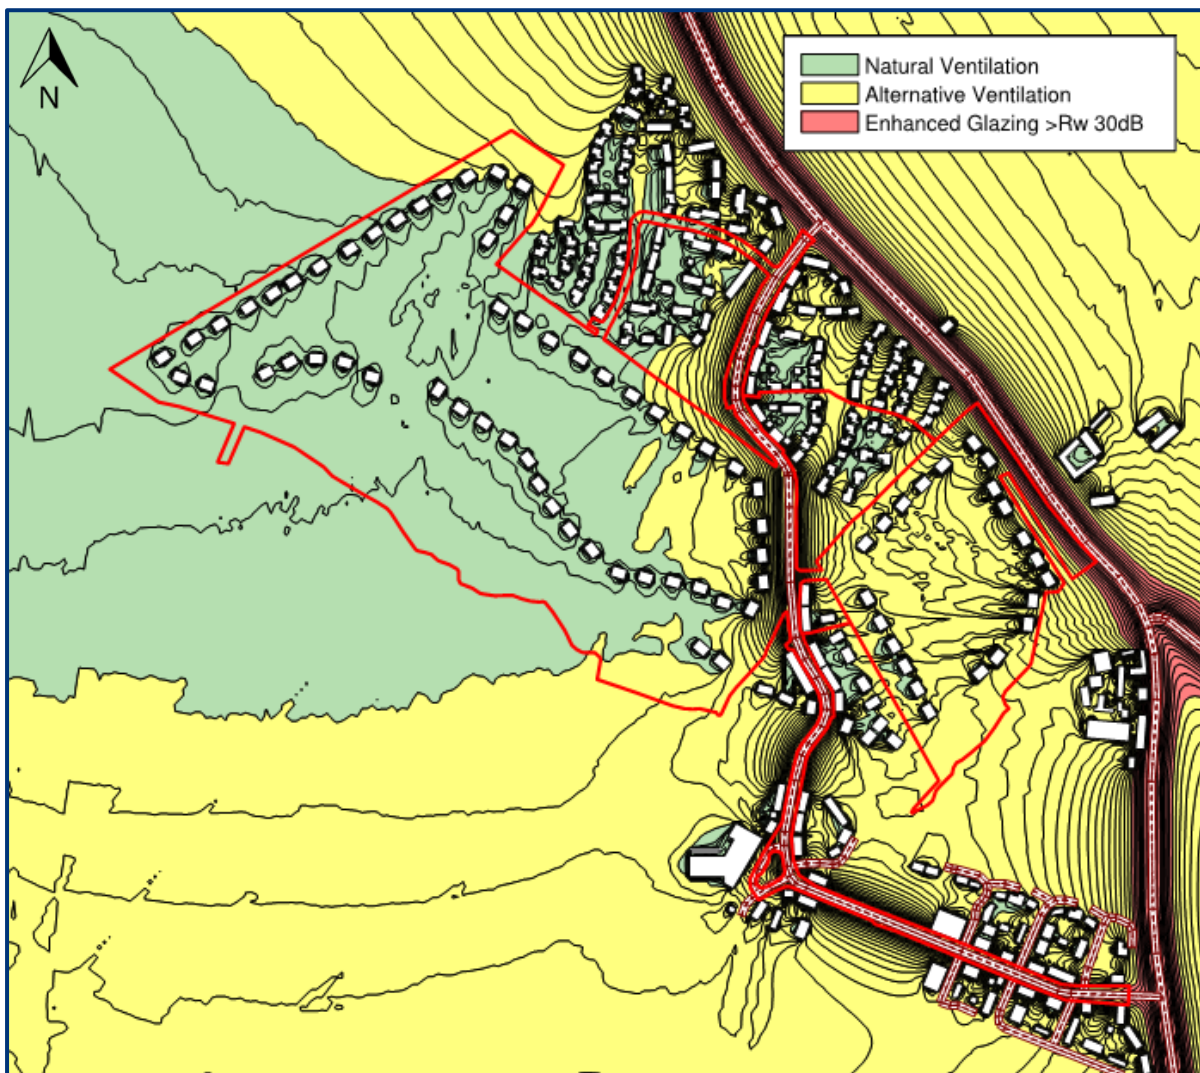 N
Natural Ventilation
Alternative Ventilation
Enhanced Glazing >Rw 30dB